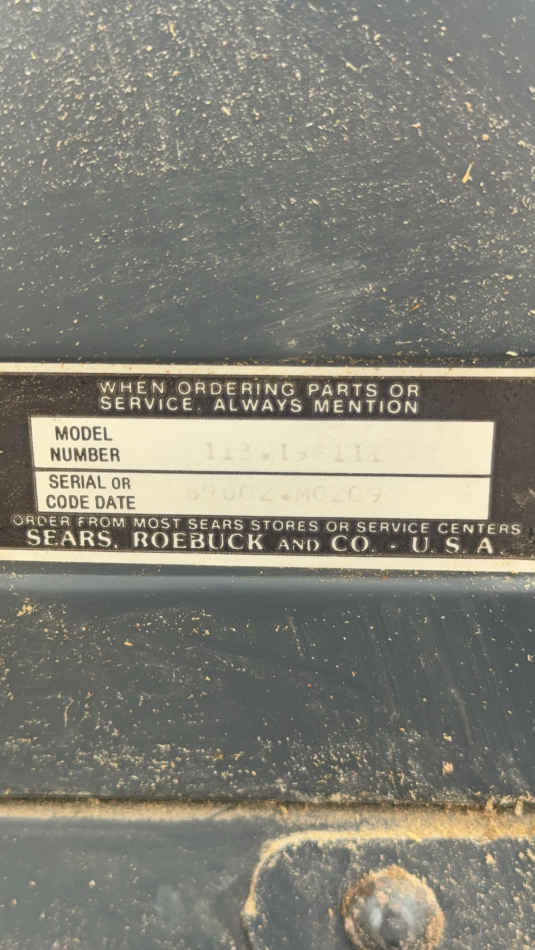 WHEN ORDERING PARTS OR
SERVICE, ALWAYS MENTION
MODEL
NUMBER
SERIAL OR
CODE DATE
ORDER FROM MOST SEARS STORES OR SERVICE CENTERS
SEARS, ROEBUCK AND CO. - U.S.A.